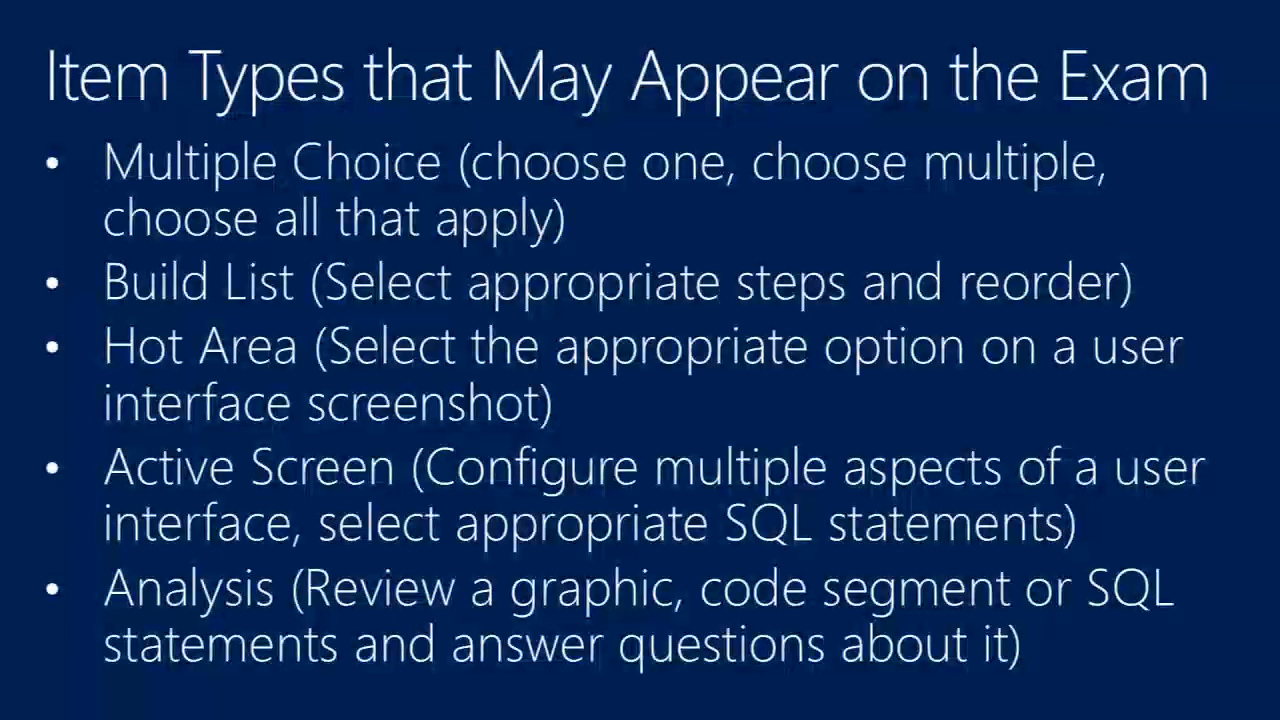 Item Types that May Appear on the Exam
• Multiple Choice (choose one, choose multiple,
choose all that apply)
• Build List (Select appropriate steps and reorder)
• Hot Area (Select the appropriate option on a user
interface screenshot)
• Active Screen (Configure multiple aspects of a user
interface, select appropriate SQL statements)
• Analysis (Review a graphic, code segment or SQL
statements and answer questions about it)